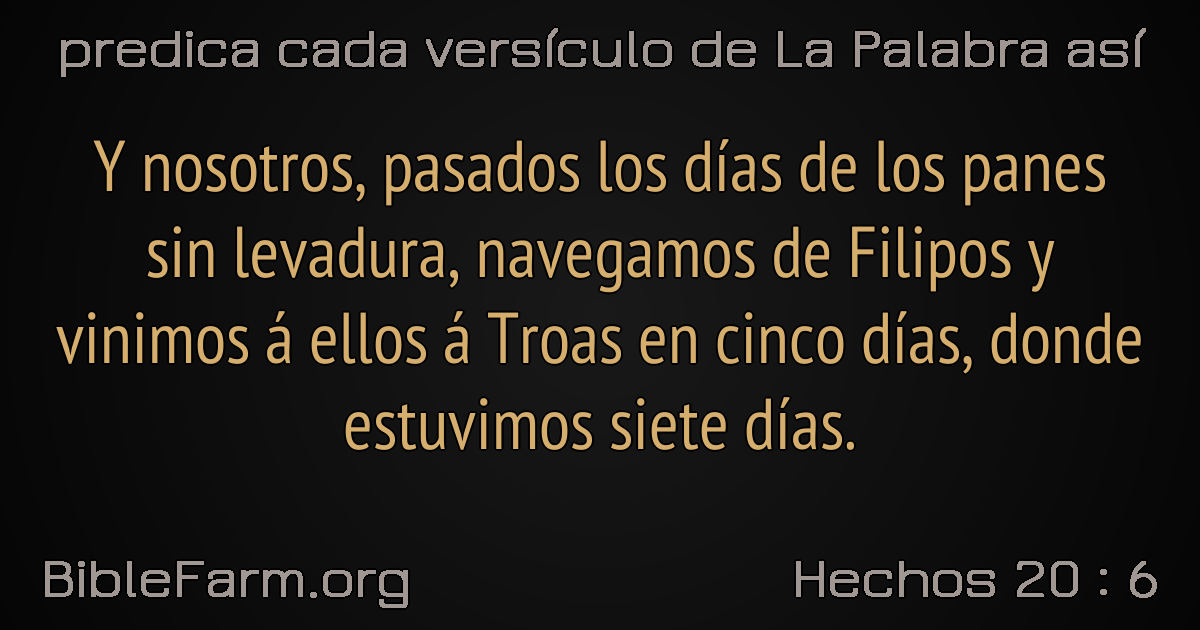 predica cada versículo de La Palabra así
Y nosotros, pasados los días de los panes
sin levadura, navegamos de Filipos y
vinimos á ellos á Troas en cinco días, donde
estuvimos siete días.
BibleFarm.org
Hechos 20 : 6